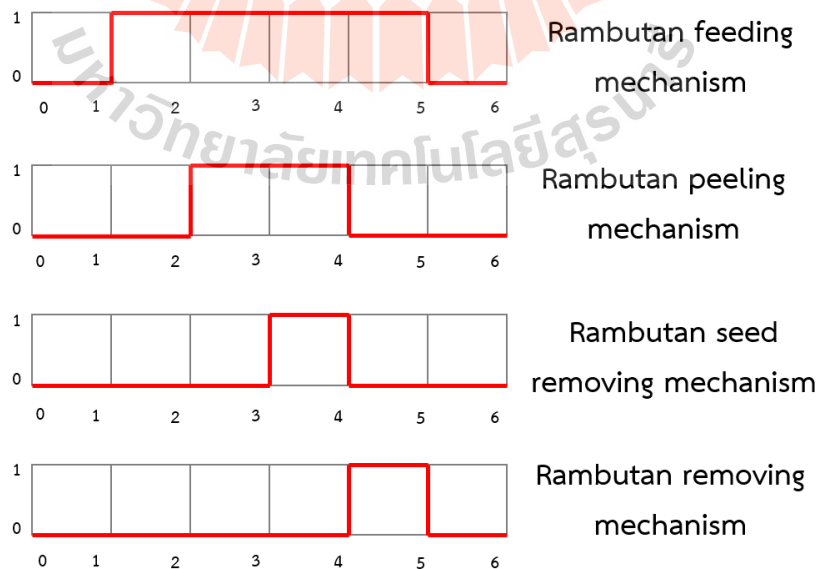 1
Rambutan feeding
mechanism
0
0 1 2 3 4 5 6
มหาวิทยาลัยเทคโนโลยีสุรนารี
1
Rambutan peeling
mechanism
0
0 1 2 3 4 5 6
1
Rambutan seed
removing mechanism
0
0 1 2 3 4 5 6
1
Rambutan removing
mechanism
0
0 1 2 3 4 5 6